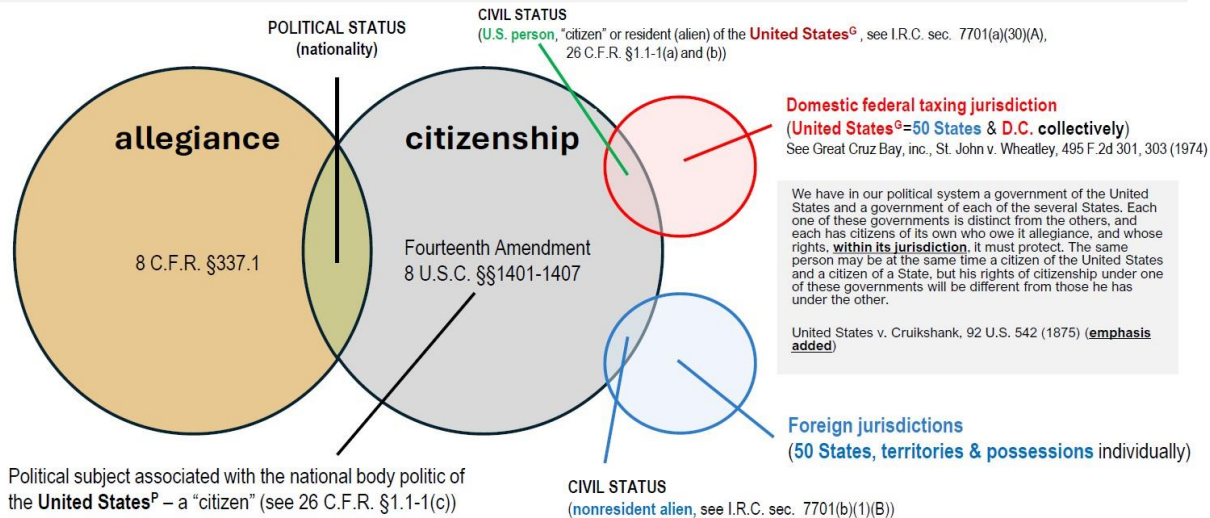 POLITICAL STATUS
(nationality)
CIVIL STATUS
(U.S. person, “citizen” or resident (alien) of the United Statesᴳ , see I.R.C. sec. 7701(a)(30)(A),
26 C.F.R. §1.1-1(a) and (b))
allegiance
citizenship
8 C.F.R. §337.1
Fourteenth Amendment
8 U.S.C. §§1401-1407
Domestic federal taxing jurisdiction
(United Statesᴳ=50 States & D.C. collectively)
See Great Cruz Bay, inc., St. John v. Wheatley, 495 F.2d 301, 303 (1974)
We have in our political system a government of the United
States and a government of each of the several States. Each
one of these governments is distinct from the others, and
each has citizens of its own who owe it allegiance, and whose
rights, within its jurisdiction, it must protect. The same
person may be at the same time a citizen of the United States
and a citizen of a State, but his rights of citizenship under one
of these governments will be different from those he has
under the other.
United States v. Cruikshank, 92 U.S. 542 (1875) (emphasis
added)
Foreign jurisdictions
(50 States, territories & possessions individually)
Political subject associated with the national body politic of
the United Statesᴾ – a “citizen” (see 26 C.F.R. §1.1-1(c))
CIVIL STATUS
(nonresident alien, see I.R.C. sec. 7701(b)(1)(B))